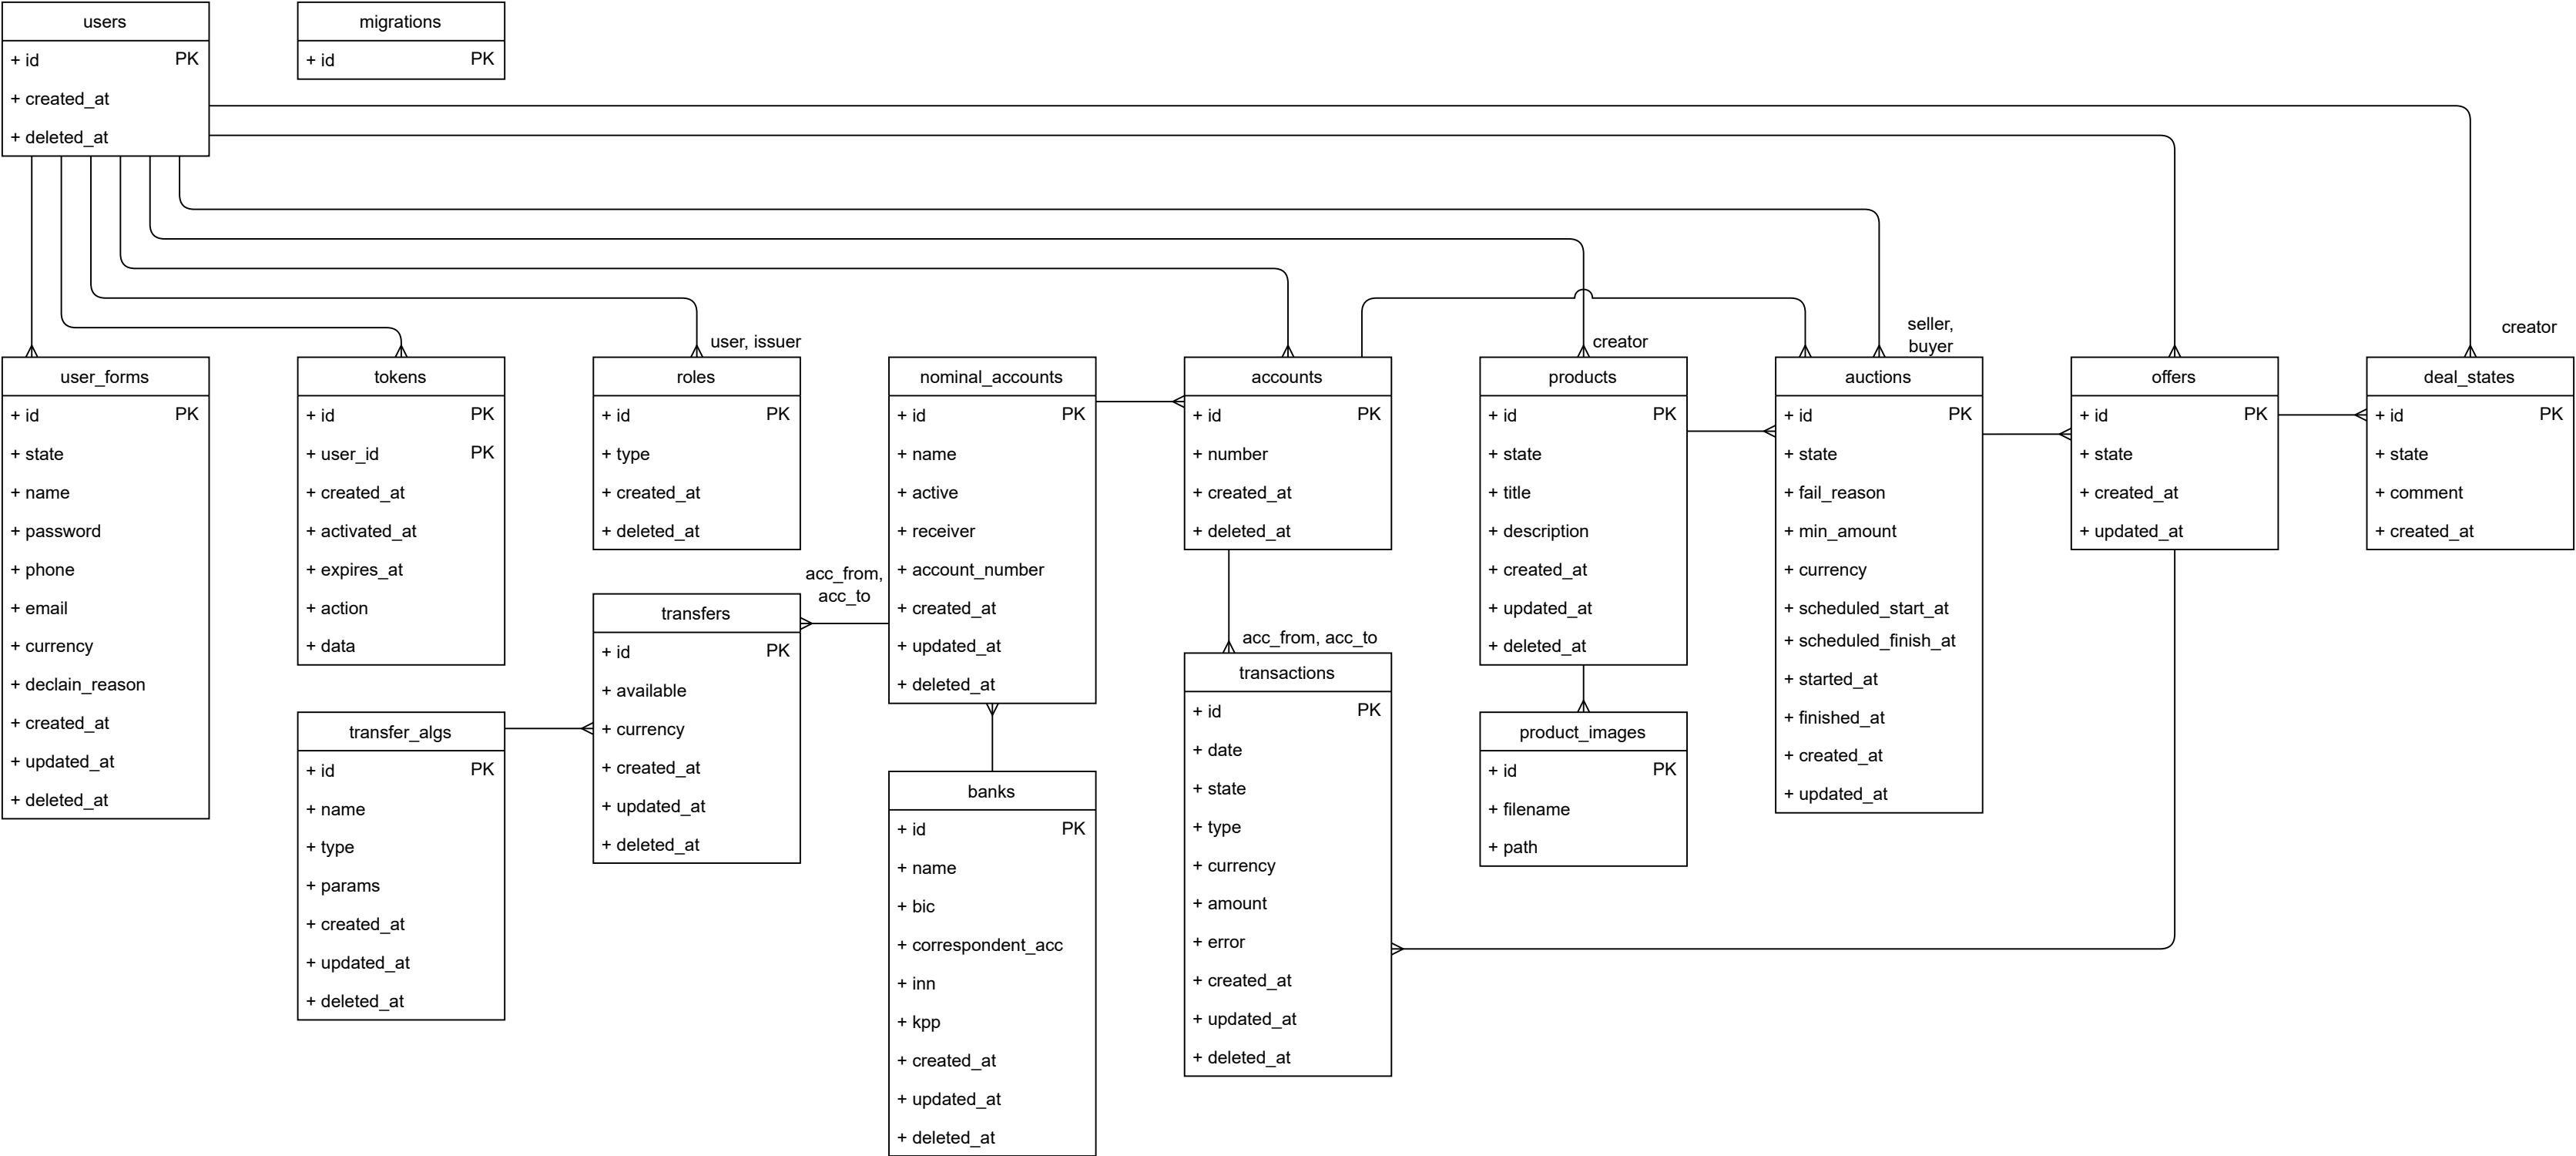 users
+ id PK
+ created_at
+ deleted_at
migrations
+ id PK
user_forms
+ id PK
+ state
+ name
+ password
+ phone
+ email
+ currency
+ declain_reason
+ created_at
+ updated_at
+ deleted_at
tokens
+ id PK
+ user_id PK
+ created_at
+ activated_at
+ expires_at
+ action
+ data
transfer_algs
+ id PK
+ name
+ type
+ params
+ created_at
+ updated_at
+ deleted_at
user, issuer
roles
+ id PK
+ type
+ created_at
+ deleted_at
acc_from,
acc_to
transfers
+ id PK
+ available
+ currency
+ created_at
+ updated_at
+ deleted_at
nominal_accounts
+ id PK
+ name
+ active
+ receiver
+ account_number
+ created_at
+ updated_at
+ deleted_at
banks
+ id PK
+ name
+ bic
+ correspondent_acc
+ inn
+ kpp
+ created_at
+ updated_at
+ deleted_at
accounts
+ id PK
+ number
+ created_at
+ deleted_at
acc_from, acc_to
transactions
+ id PK
+ date
+ state
+ type
+ currency
+ amount
+ error
+ created_at
+ updated_at
+ deleted_at
creator
products
+ id PK
+ state
+ title
+ description
+ created_at
+ updated_at
+ deleted_at
product_images
+ id PK
+ filename
+ path
seller,
buyer
auctions
+ id PK
+ state
+ fail_reason
+ min_amount
+ currency
+ scheduled_start_at
+ scheduled_finish_at
+ started_at
+ finished_at
+ created_at
+ updated_at
offers
+ id PK
+ state
+ created_at
+ updated_at
creator
deal_states
+ id PK
+ state
+ comment
+ created_at